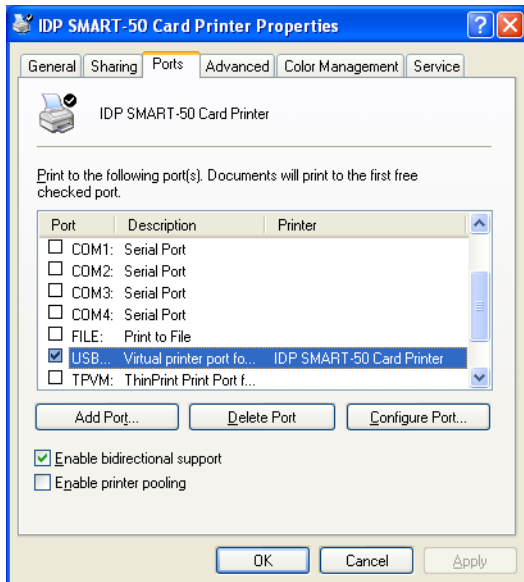 IDP SMART-50 Card Printer Properties
General Sharing Ports Advanced Color Management Service
IDP SMART-50 Card Printer
Print to the following port(s). Documents will print to the first free
checked port.
Port Description Printer
COM1: Serial Port
COM2: Serial Port
COM3: Serial Port
COM4: Serial Port
FILE: Print to File
USB... Virtual printer port fo... IDP SMART-50 Card Printer
TPVM: ThinPrint Print Port f...
Add Port... Delete Port Configure Port...
Enable bidirectional support
Enable printer pooling
OK Cancel Apply